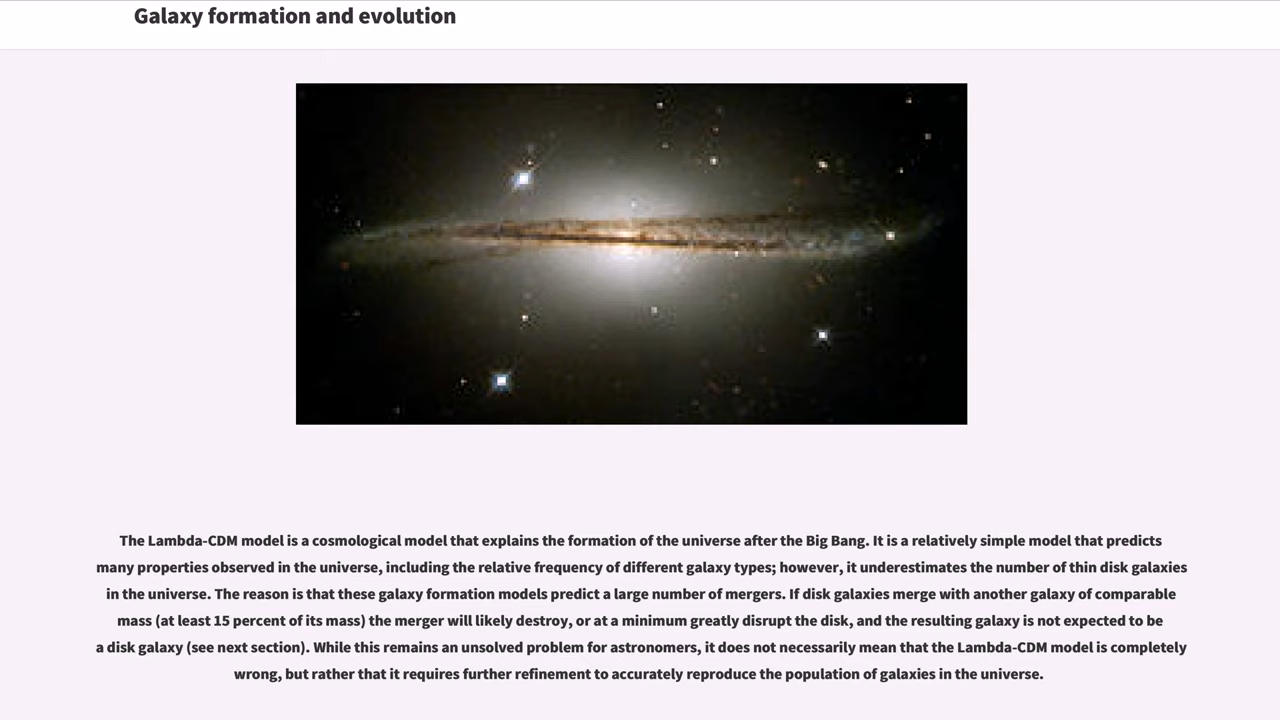 Galaxy formation and evolution
The Lambda-CDM model is a cosmological model that explains the formation of the universe after the Big Bang. It is a relatively simple model that predicts
many properties observed in the universe, including the relative frequency of different galaxy types; however, it underestimates the number of thin disk galaxies
in the universe. The reason is that these galaxy formation models predict a large number of mergers. If disk galaxies merge with another galaxy of comparable
mass (at least 15 percent of its mass) the merger will likely destroy, or at a minimum greatly disrupt the disk, and the resulting galaxy is not expected to be
a disk galaxy (see next section). While this remains an unsolved problem for astronomers, it does not necessarily mean that the Lambda-CDM model is completely
wrong, but rather that it requires further refinement to accurately reproduce the population of galaxies in the universe.